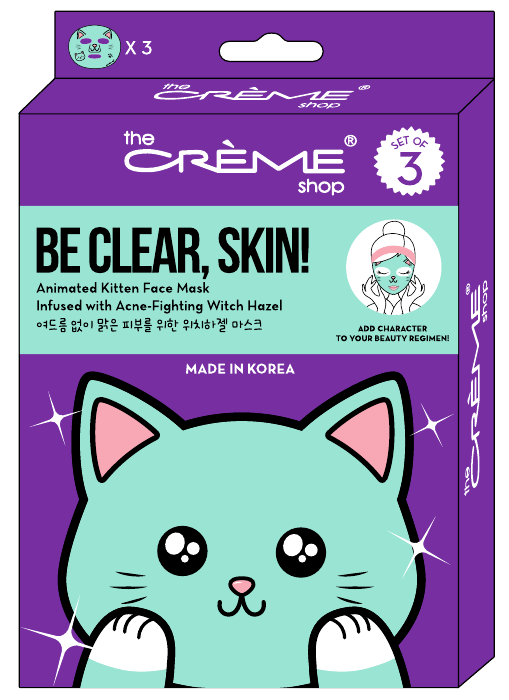 X 3
the
CRÈME
shop
the
CRÈME®
shop
SET OF
3
BE CLEAR, SKIN!
Animated Kitten Face Mask
Infused with Acne-Fighting Witch Hazel
여드름 없이 맑은 피부를 위한 위치하젤 마스크
ADD CHARACTER
TO YOUR BEAUTY REGIMEN!
MADE IN KOREA
the
CRÈME®
shop